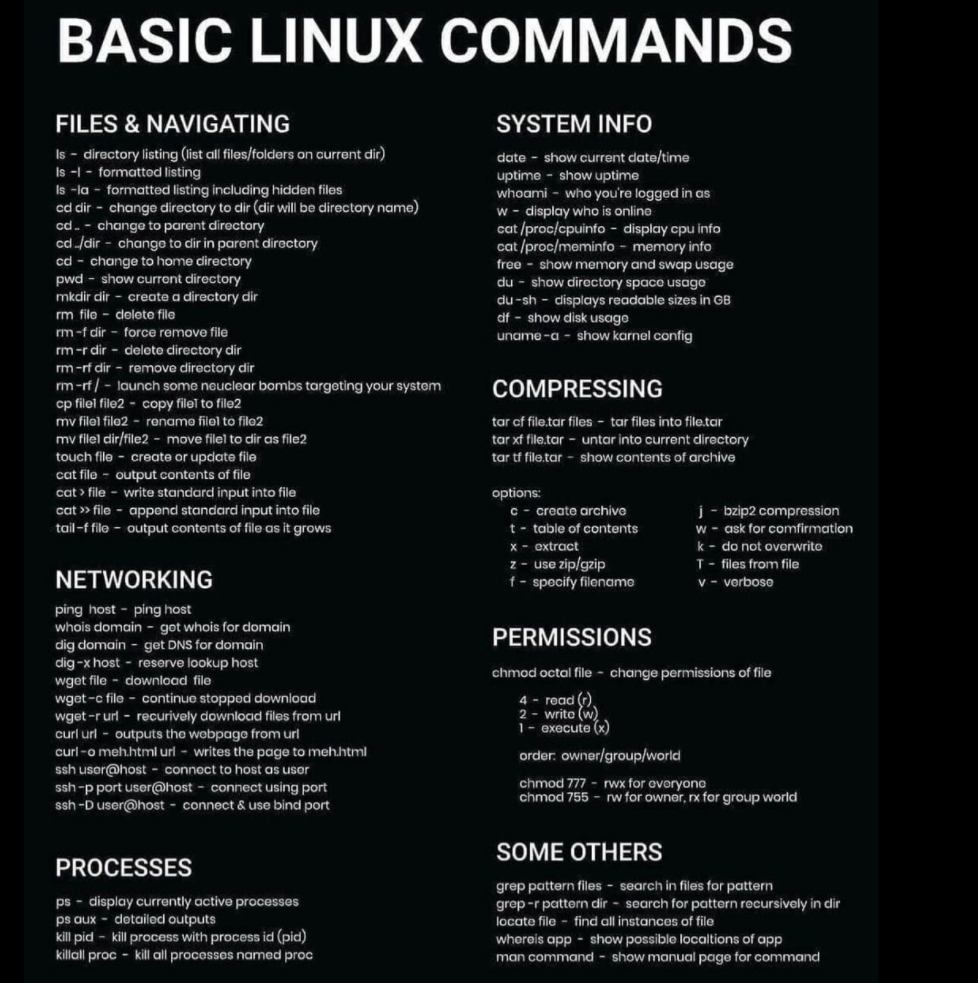 BASIC LINUX COMMANDS
FILES & NAVIGATING
ls - directory listing (list all files/folders on current dir)
ls -l - formatted listing
ls -la - formatted listing including hidden files
cd dir - change directory to dir (dir will be directory name)
cd .. - change to parent directory
cd ../dir - change to dir in parent directory
cd - change to home directory
pwd - show current directory
mkdir dir - create a directory dir
rm file - delete file
rm -f dir - force remove file
rm -r dir - delete directory dir
rm -rf dir - remove directory dir
rm -rf / - launch some neuclear bombs targeting your system
cp file1 file2 - copy file1 to file2
mv file1 file2 - rename file1 to file2
mv file1 dir/file2 - move file1 to dir as file2
touch file - create or update file
cat file - output contents of file
cat > file - write standard input into file
cat >> file - append standard input into file
tail -f file - output contents of file as it grows
NETWORKING
ping host - ping host
whois domain - get whois for domain
dig domain - get DNS for domain
dig -x host - reserve lookup host
wget file - download file
wget -c file - continue stopped download
wget -r url - recurively download files from url
curl url - outputs the webpage from url
curl -o meh.html url - writes the page to meh.html
ssh user@host - connect to host as user
ssh -p port user@host - connect using port
ssh -D user@host - connect & use bind port
PROCESSES
ps - display currently active processes
ps aux - detailed outputs
kill pid - kill process with process id (pid)
killall proc - kill all processes named proc
SYSTEM INFO
date - show current date/time
uptime - show uptime
whoami - who you're logged in as
w - display who is online
cat /proc/cpuinfo - display cpu info
cat /proc/meminfo - memory info
free - show memory and swap usage
du - show directory space usage
du -sh - displays readable sizes in GB
df - show disk usage
uname -a - show karnel config
COMPRESSING
tar cf file.tar files - tar files into file.tar
tar xf file.tar - untar into current directory
tar tf file.tar - show contents of archive
options:
c - create archive
t - table of contents
x - extract
z - use zip/gzip
f - specify filename
j - bzip2 compression
w - ask for comfirmation
k - do not overwrite
T - files from file
v - verbose
PERMISSIONS
chmod octal file - change permissions of file
4 - read (r)
2 - write (w)
1 - execute (x)
order: owner/group/world
chmod 777 - rwx for everyone
chmod 755 - rw for owner, rx for group world
SOME OTHERS
grep pattern files - search in files for pattern
grep -r pattern dir - search for pattern recursively in dir
locate file - find all instances of file
whereis app - show possible localtions of app
man command - show manual page for command